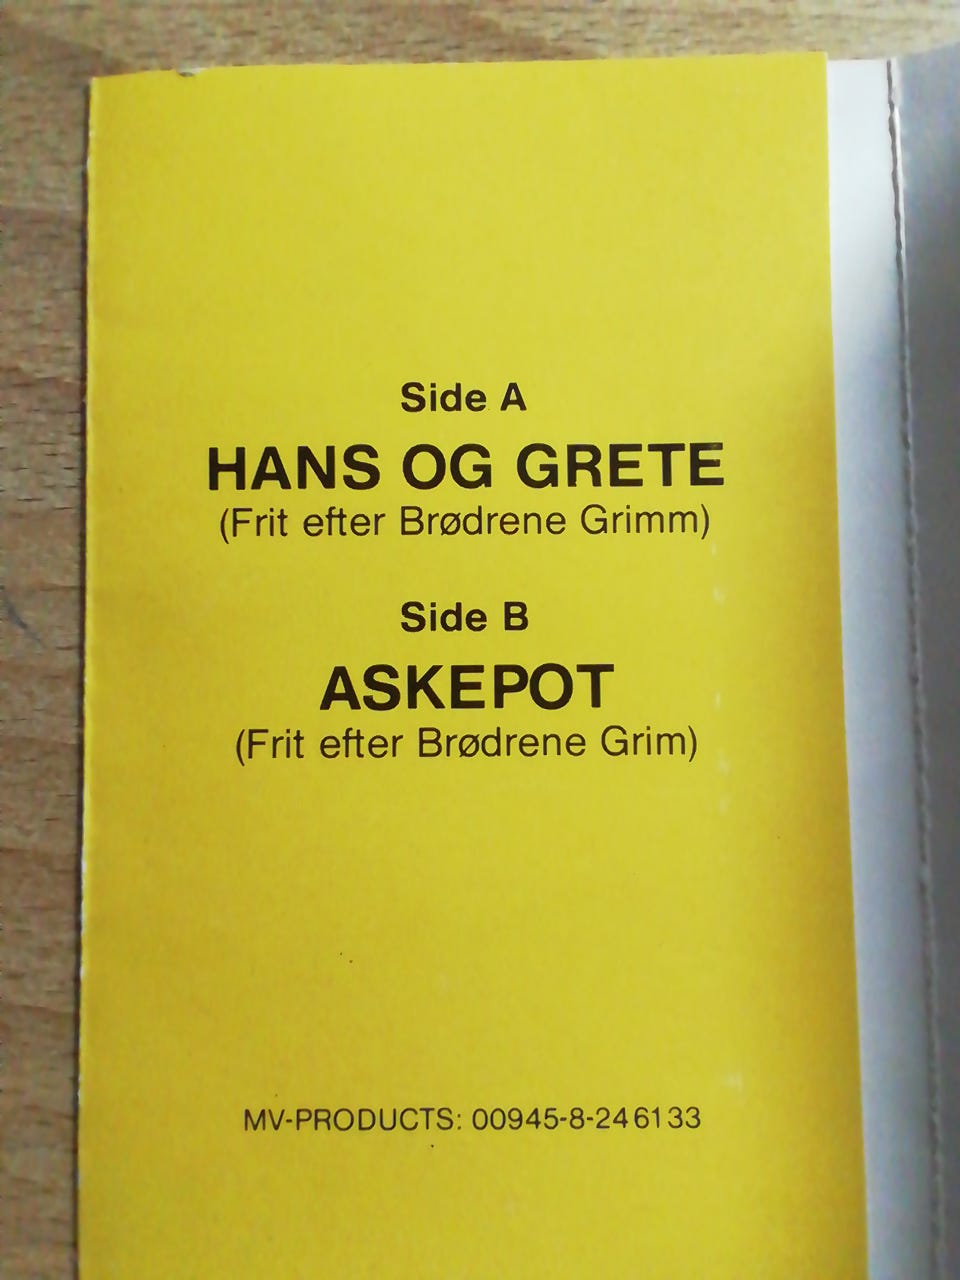 Side A
HANS OG GRETE
(Frit efter Brødrene Grimm)
Side B
ASKEPOT
(Frit efter Brødrene Grim)
MV-PRODUCTS: 00945-8-246133